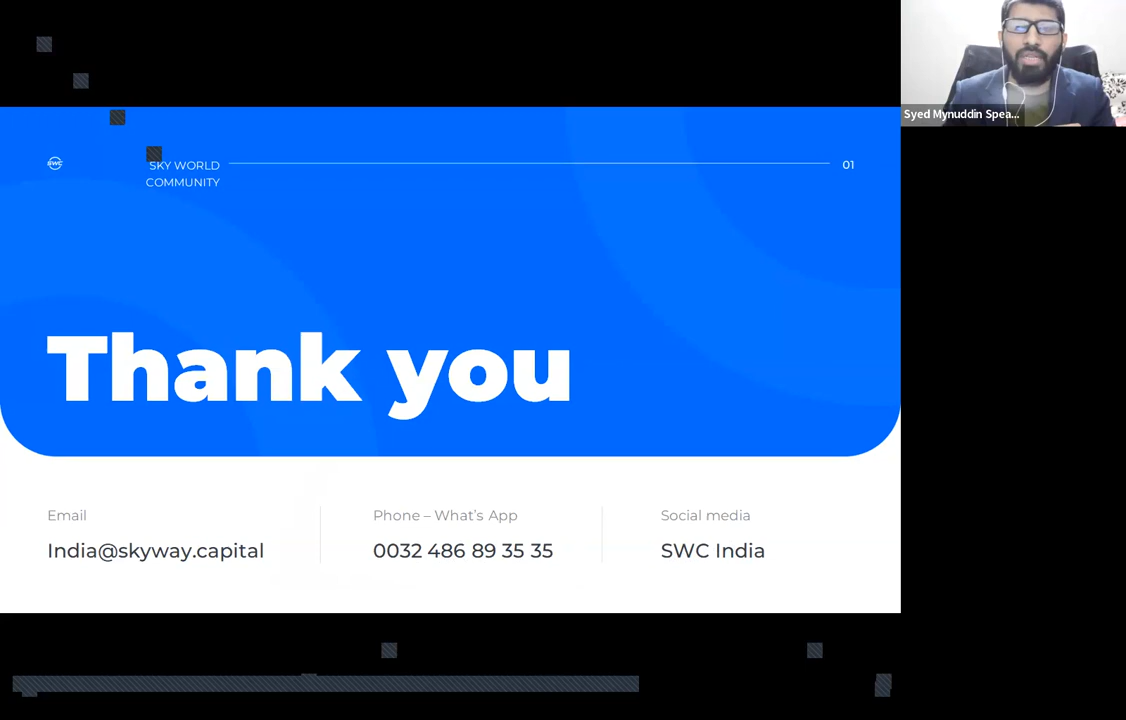 Syed Mynuddin Spea...
SWC
SKY WORLD
COMMUNITY
01
Thank you
Email
Phone – What's App
Social media
India@skyway.capital
0032 486 89 35 35
SWC India